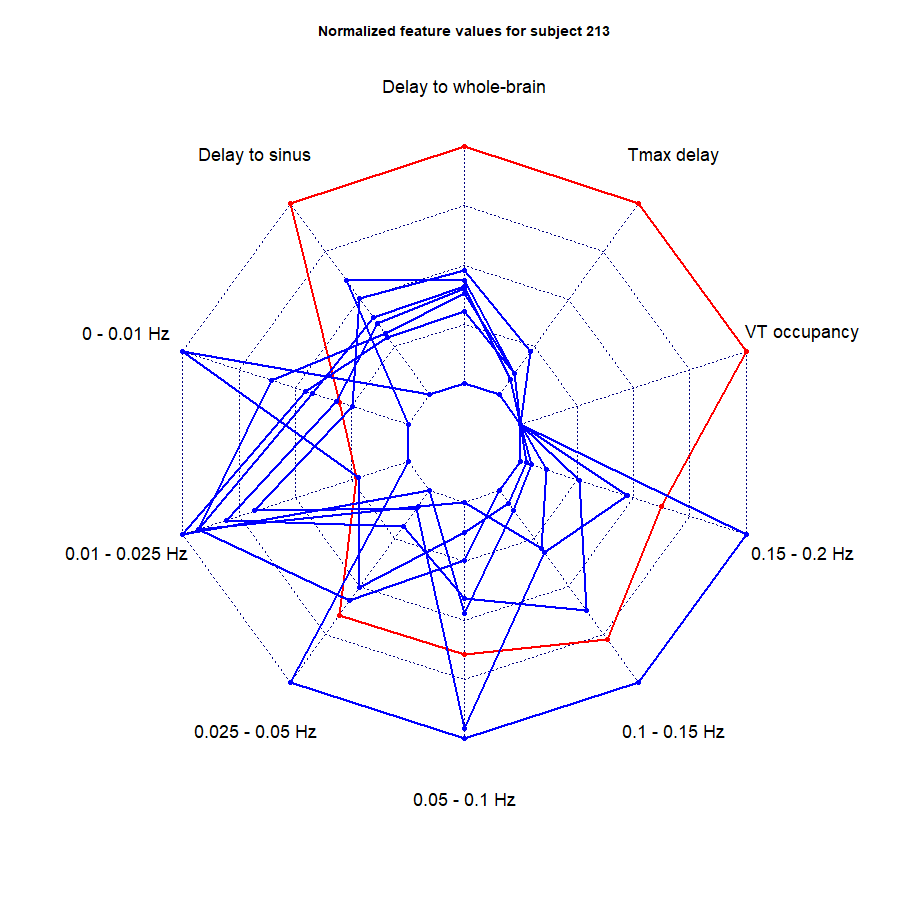 Normalized feature values for subject 213
Delay to whole-brain
Delay to sinus
Tmax delay
0 - 0.01 Hz
VT occupancy
0.01 - 0.025 Hz
0.15 - 0.2 Hz
0.025 - 0.05 Hz
0.1 - 0.15 Hz
0.05 - 0.1 Hz